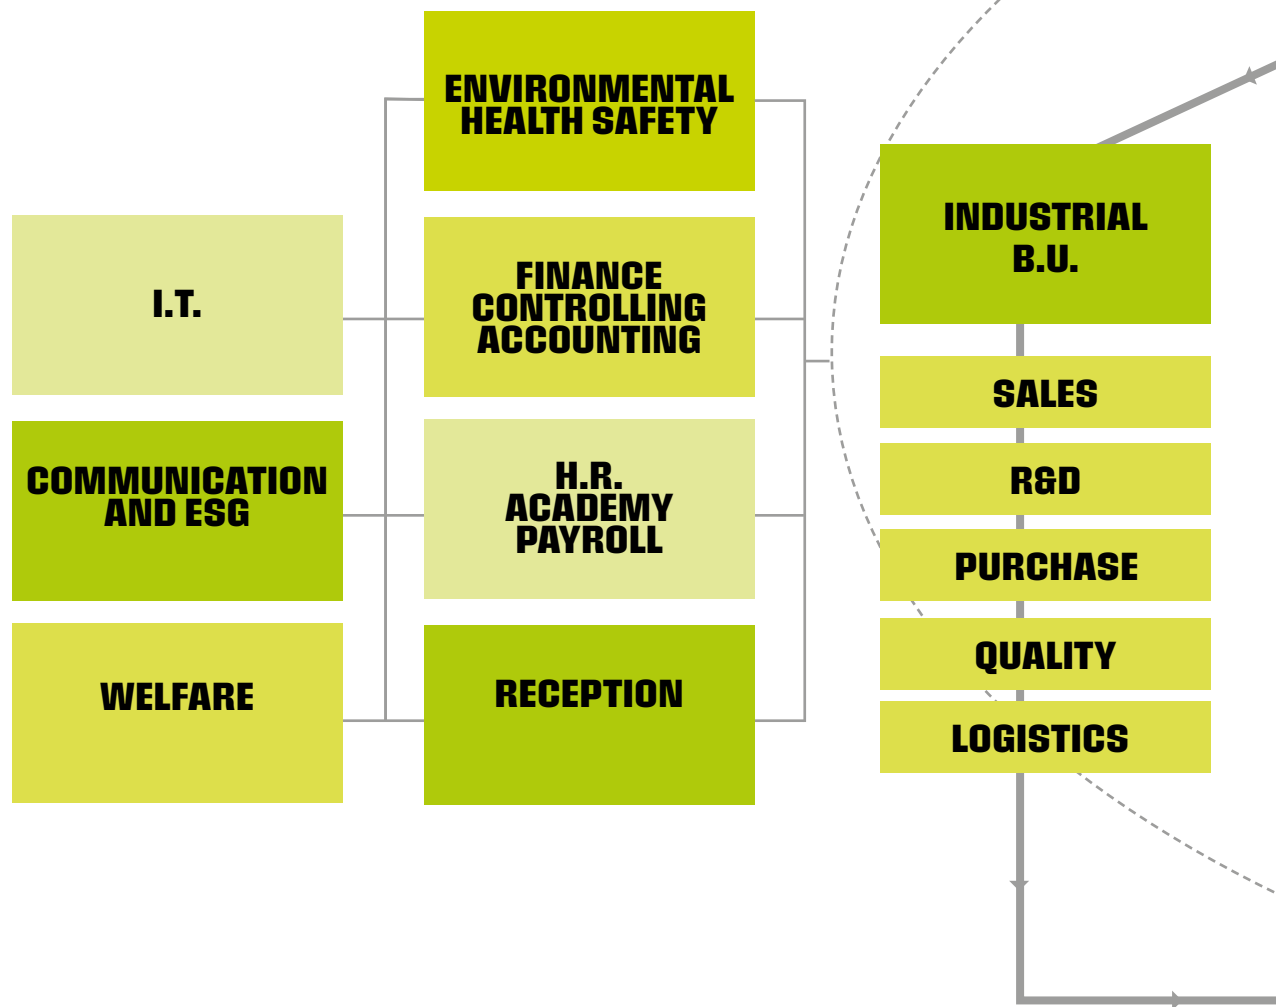 ENVIRONMENTAL
HEALTH SAFETY
I.T.
FINANCE
CONTROLLING
ACCOUNTING
COMMUNICATION
AND ESG
H.R.
ACADEMY
PAYROLL
WELFARE
RECEPTION
INDUSTRIAL
B.U.
SALES
R&D
PURCHASE
QUALITY
LOGISTICS